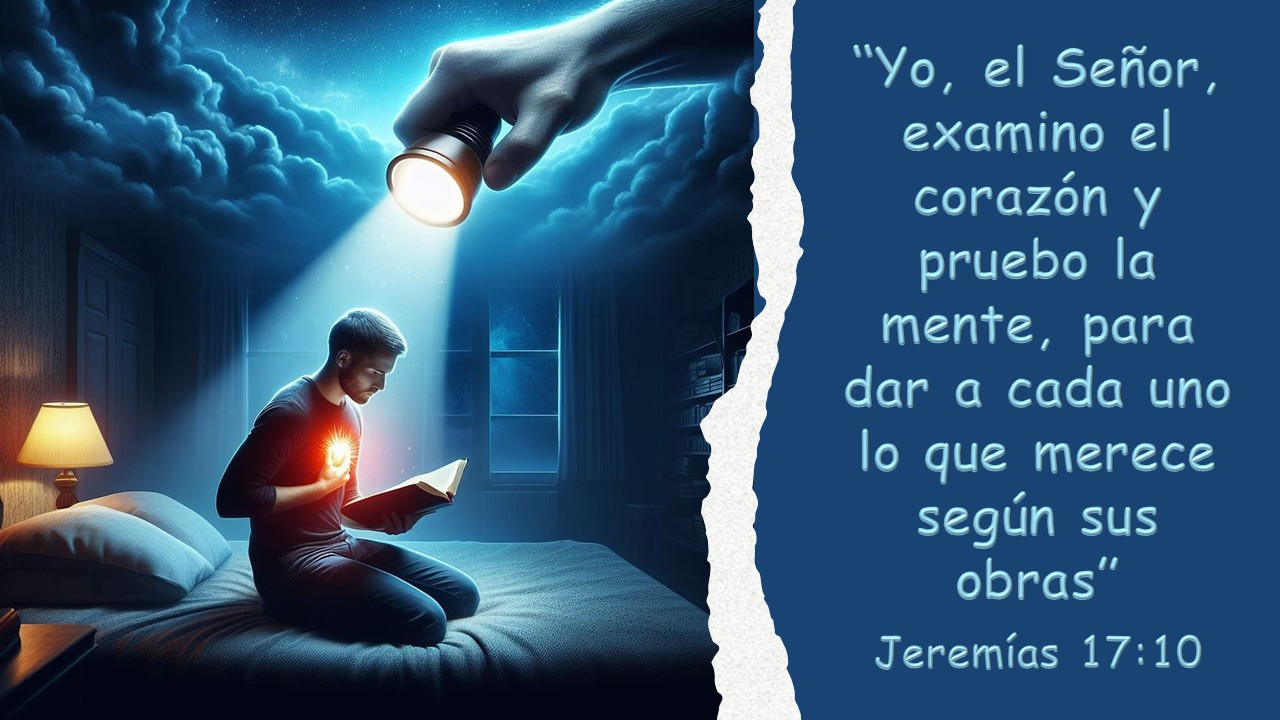 “Yo, el Señor,
examino el
corazón y
pruebo la
mente, para
dar a cada uno
lo que merece
según sus
obras”
Jeremías 17:10